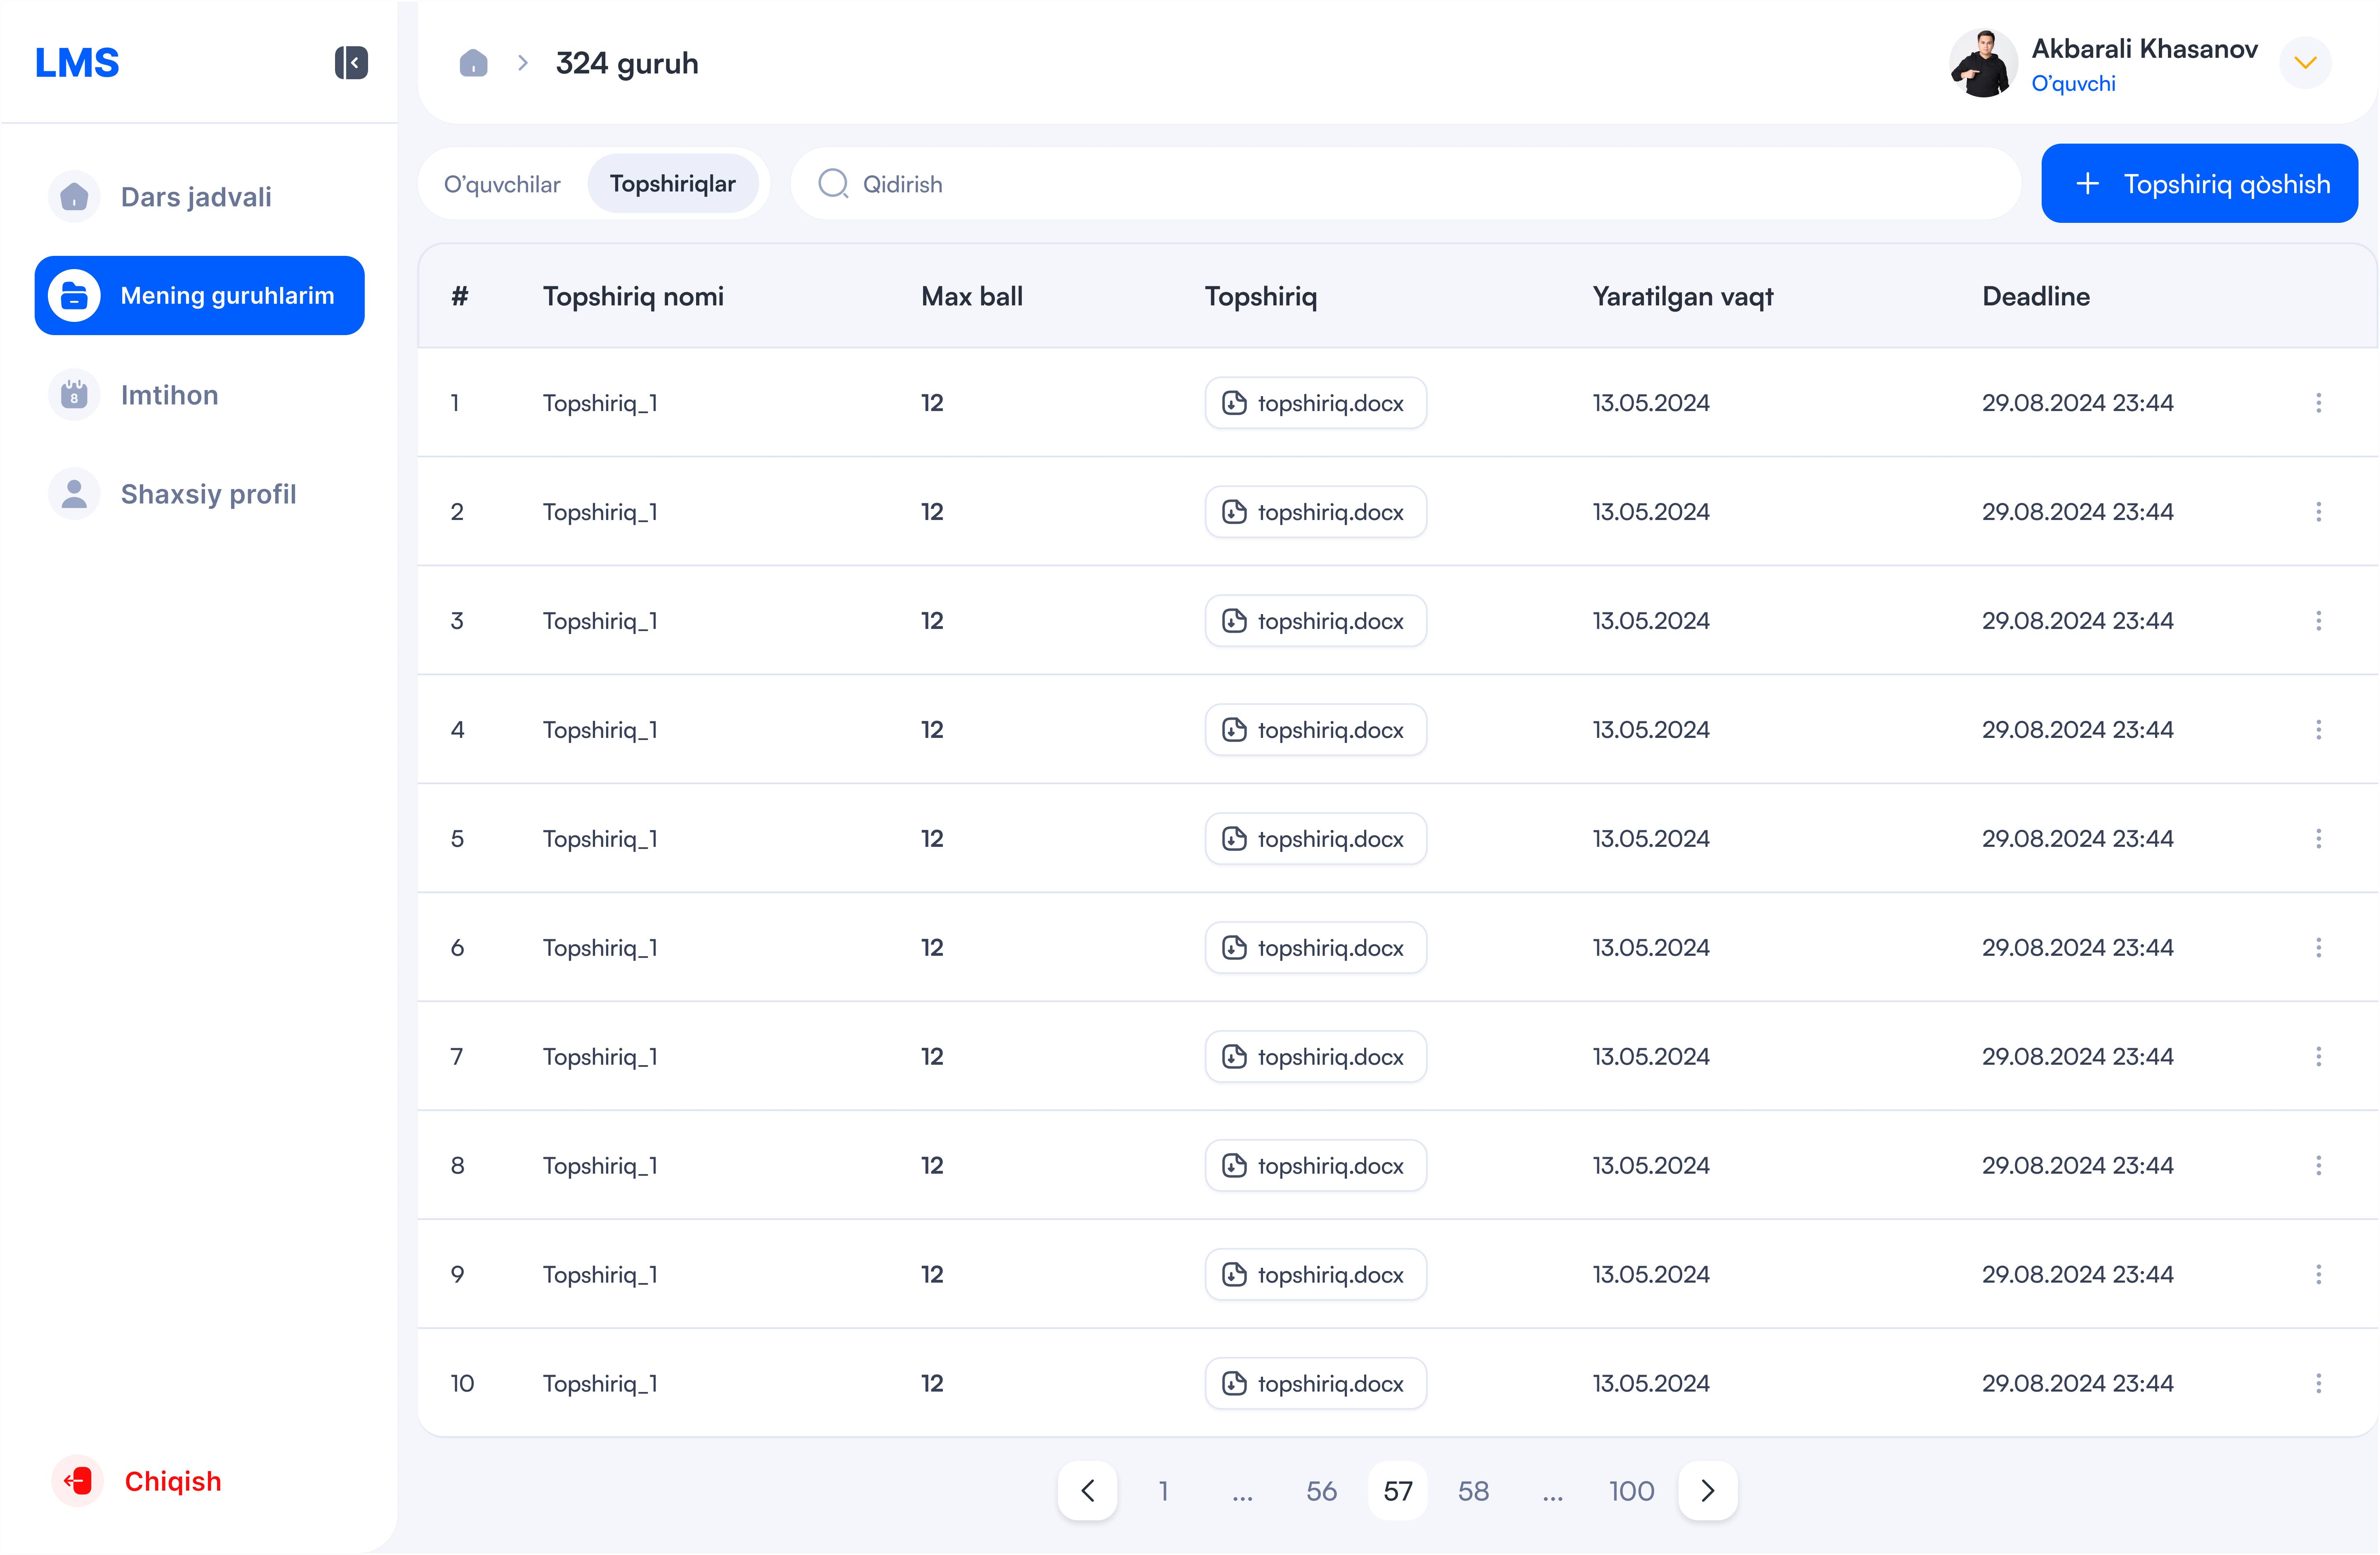 LMS
324 guruh
Akbarali Khasanov
O’quvchi
Dars jadvali
Mening guruhlarim
Imtihon
8
Shaxsiy profil
Chiqish
O’quvchilar Topshiriqlar Qidirish + Topshiriq qòshish
# Topshiriq nomi Max ball Topshiriq Yaratilgan vaqt Deadline
1 Topshiriq_1 12 topshiriq.docx 13.05.2024 29.08.2024 23:44
2 Topshiriq_1 12 topshiriq.docx 13.05.2024 29.08.2024 23:44
3 Topshiriq_1 12 topshiriq.docx 13.05.2024 29.08.2024 23:44
4 Topshiriq_1 12 topshiriq.docx 13.05.2024 29.08.2024 23:44
5 Topshiriq_1 12 topshiriq.docx 13.05.2024 29.08.2024 23:44
6 Topshiriq_1 12 topshiriq.docx 13.05.2024 29.08.2024 23:44
7 Topshiriq_1 12 topshiriq.docx 13.05.2024 29.08.2024 23:44
8 Topshiriq_1 12 topshiriq.docx 13.05.2024 29.08.2024 23:44
9 Topshiriq_1 12 topshiriq.docx 13.05.2024 29.08.2024 23:44
10 Topshiriq_1 12 topshiriq.docx 13.05.2024 29.08.2024 23:44
1 ... 56 57 58 ... 100